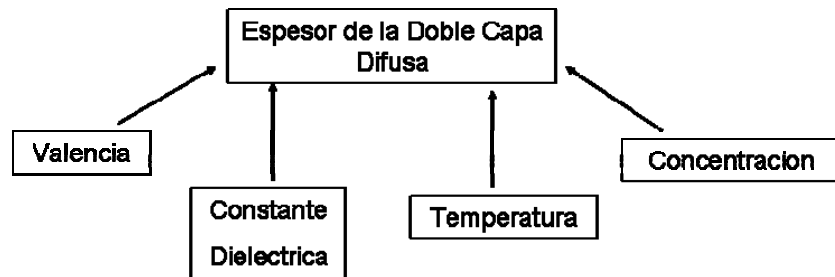 Espesor de la Doble Capa
Difusa
Valencia
Constante
Dielectrica
Temperatura
Concentracion